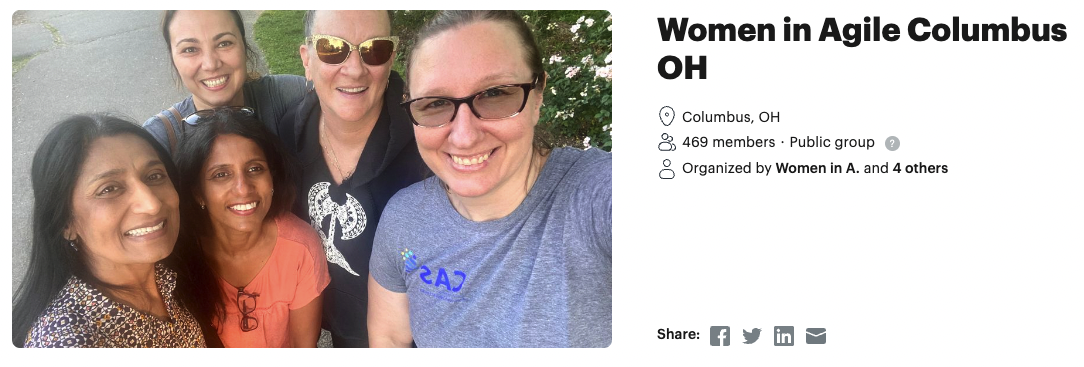 Women in Agile Columbus
OH
Columbus, OH
469 members · Public group ?
Organized by Women in A. and 4 others
CAS
Share: